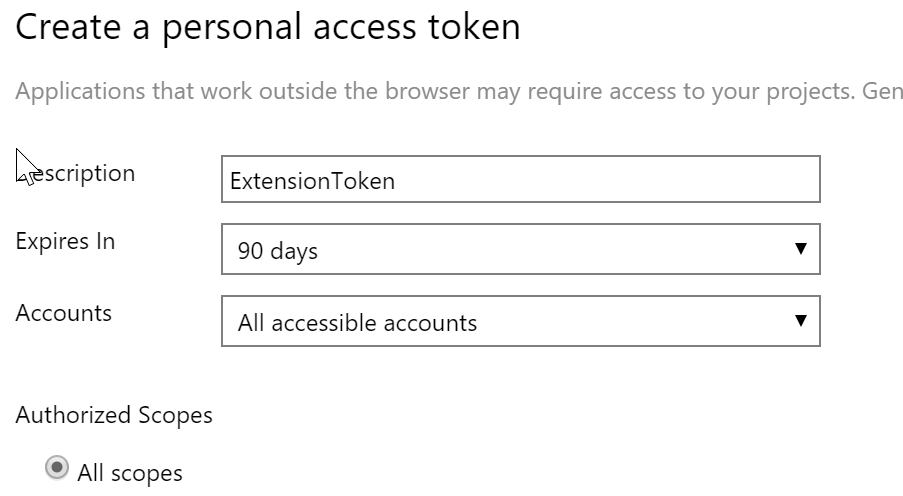 Create a personal access token
Applications that work outside the browser may require access to your projects. Gen
Description ExtensionToken
Expires In 90 days
Accounts All accessible accounts
Authorized Scopes
All scopes